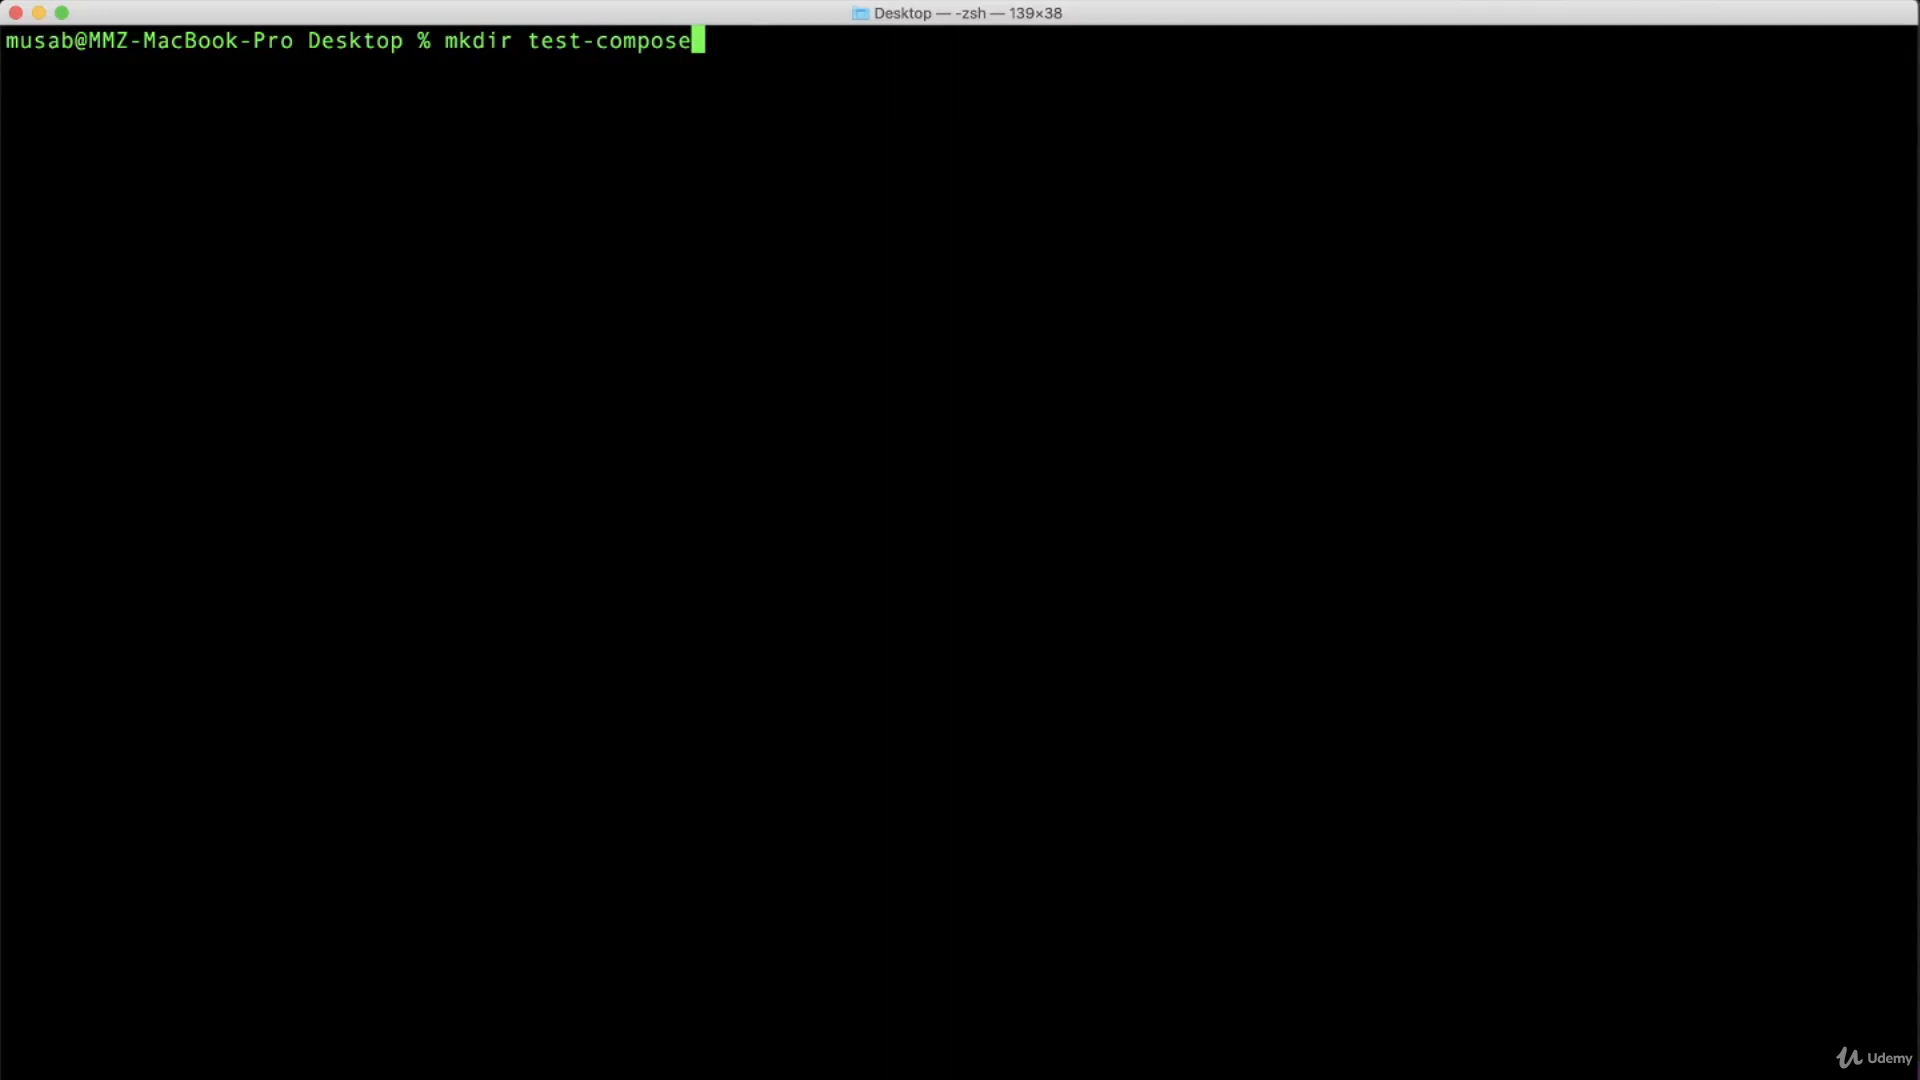 Desktop — -zsh — 139×38
musab@MMZ-MacBook-Pro Desktop % mkdir test-compose
Udemy